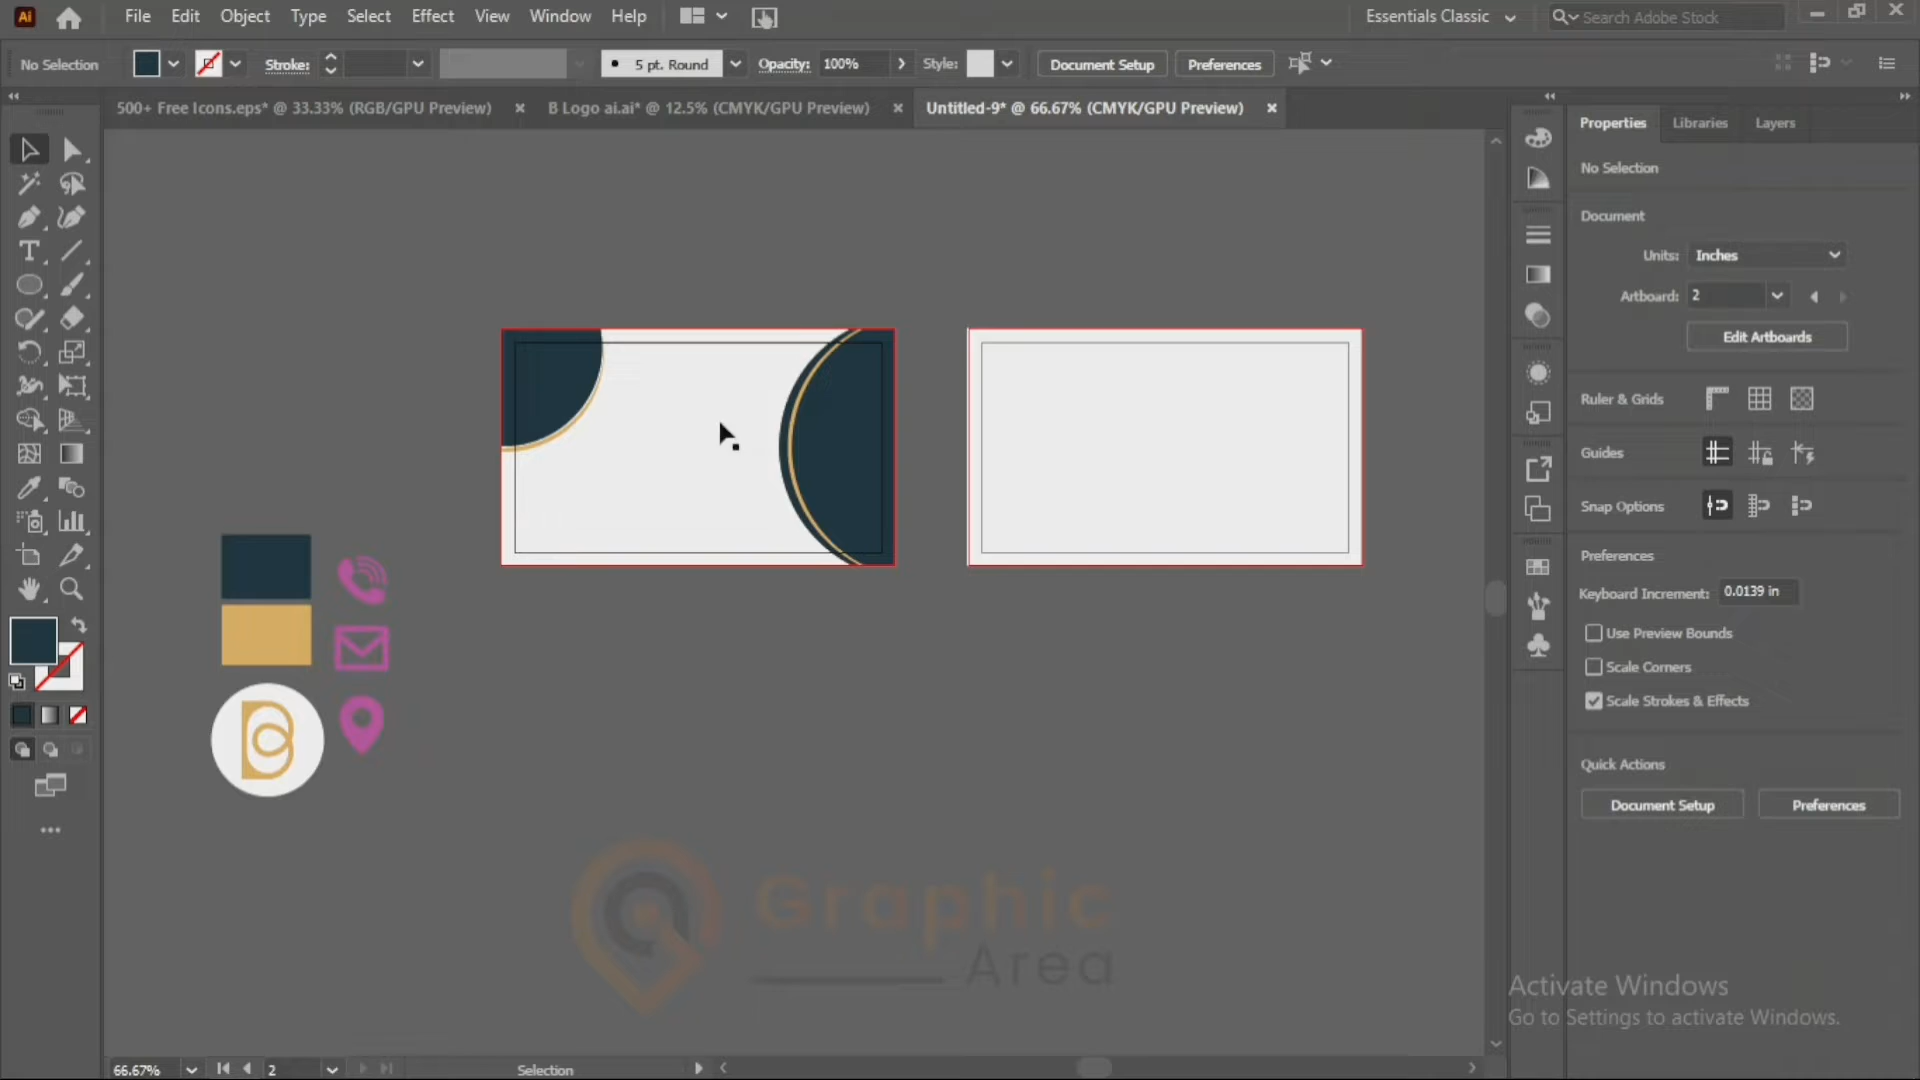 Ai File Edit Object Type Select Effect View Window Help Essentials Classic Search Adobe Stock
No Selection Stroke: 5 pt. Round Opacity: 100% Style: Document Setup Preferences
500+ Free Icons.eps* @ 33.33% (RGB/GPU Preview) B Logo ai.ai* @ 12.5% (CMYK/GPU Preview) Untitled-9* @ 66.67% (CMYK/GPU Preview)
Properties Libraries Layers
No Selection
Document
Units: Inches
Artboard: 2
Edit Artboards
Ruler & Grids
Guides
Snap Options
Preferences
Keyboard Increment: 0.0139 in
Use Preview Bounds
Scale Corners
Scale Strokes & Effects
Quick Actions
Document Setup Preferences
Graphic
Area
Activate Windows
Go to Settings to activate Windows.
66.67% 2 Selection